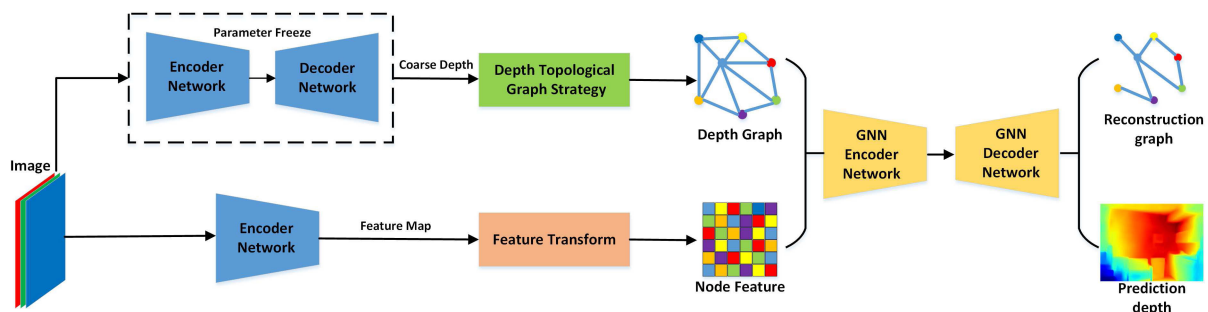 Parameter Freeze
Encoder
Network
Decoder
Network
Coarse Depth
Depth Topological
Graph Strategy
Depth Graph
Image
Encoder
Network
Feature Map
Feature Transform
Node Feature
GNN
Encoder
Network
GNN
Decoder
Network
Reconstruction
graph
Prediction
depth